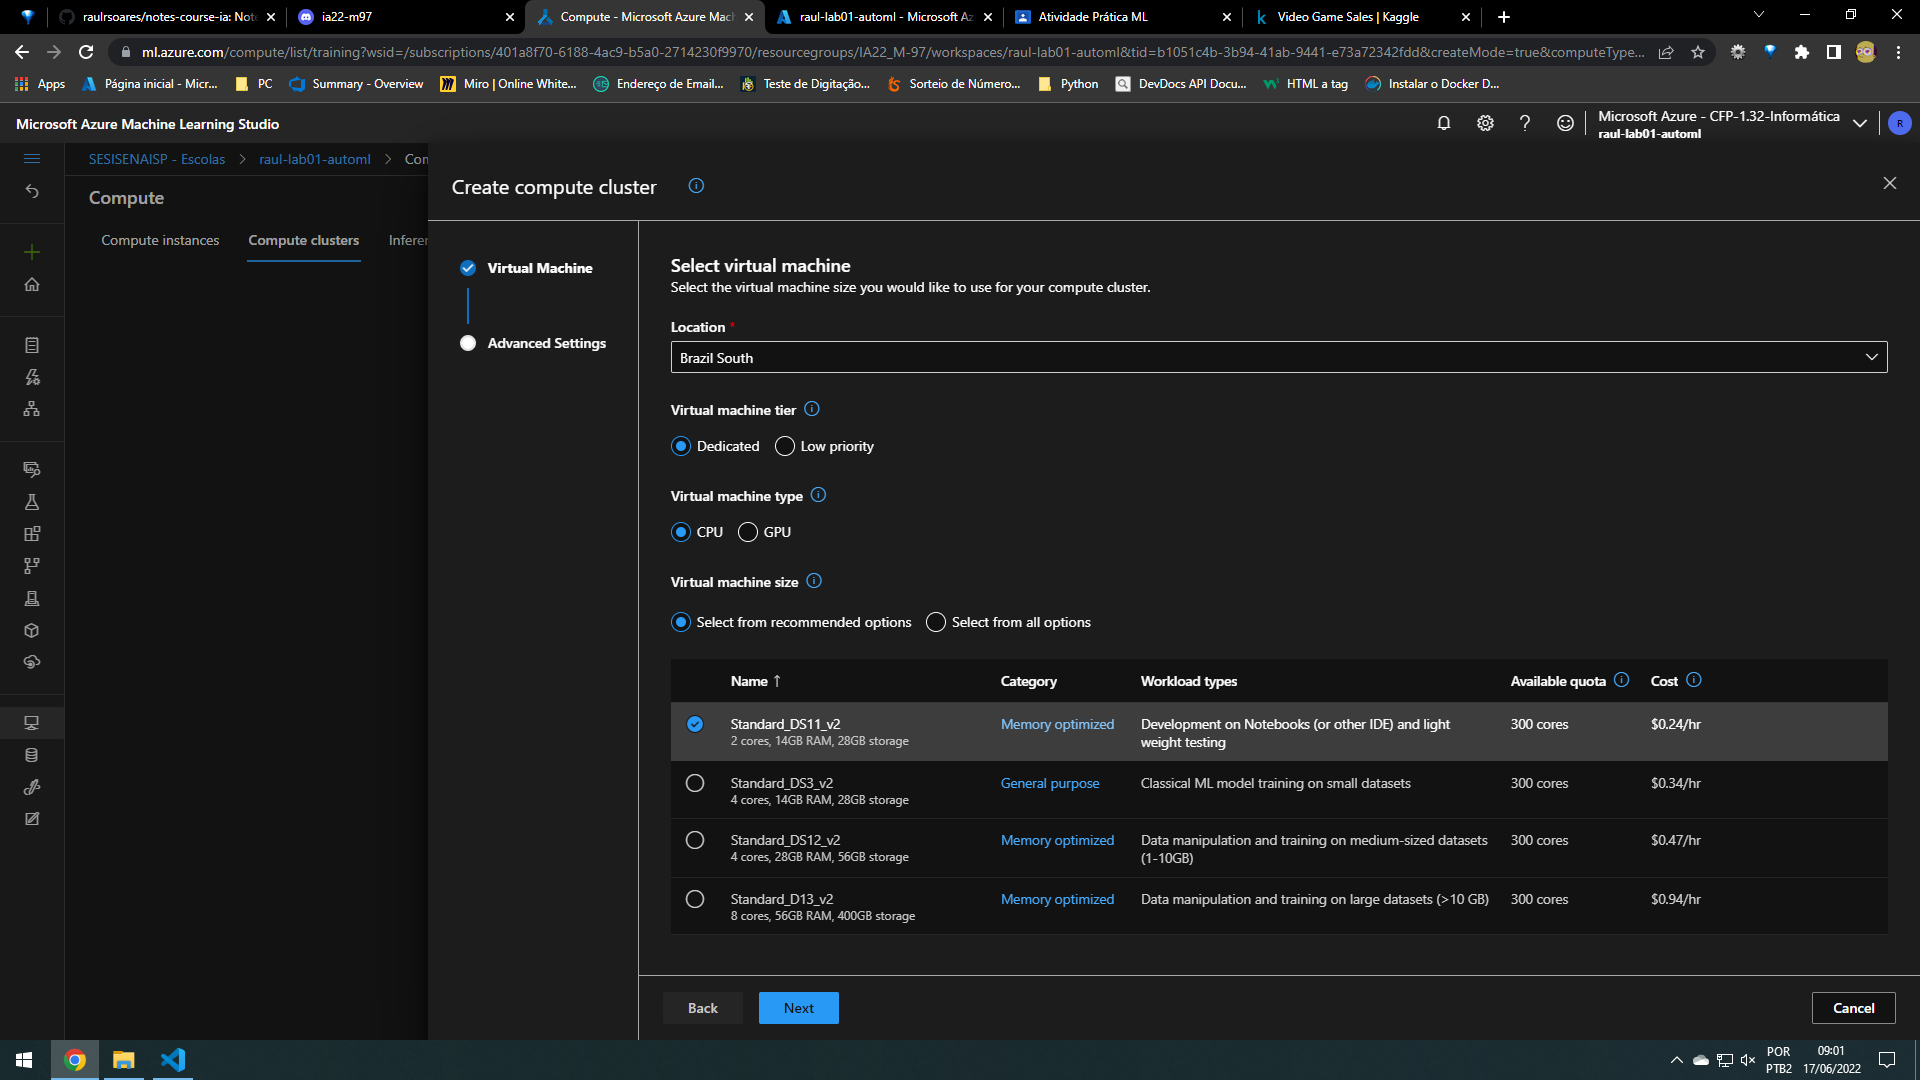 raulrsoares/notes-course-ia: Note
ia22-m97
Compute - Microsoft Azure Mach
raul-lab01-automl - Microsoft Az
Atividade Prática ML
Video Game Sales | Kaggle
ml.azure.com/compute/list/training?wsid=/subscriptions/401a8f70-6188-4ac9-b5a0-2714230f9970/resourcegroups/IA22_M-97/workspaces/raul-lab01-automl&tid=b1051c4b-3b94-41ab-9441-e73a72342fdd&createMode=true&computeType...
Apps
Página inicial - Micr...
PC
Summary - Overview
Miro | Online White...
Endereço de Email...
Teste de Digitação...
Sorteio de Número...
Python
DevDocs API Docu...
HTML a tag
Instalar o Docker D...
Microsoft Azure Machine Learning Studio
Microsoft Azure - CFP-1.32-Informática
raul-lab01-automl
R
SESISENAISP - Escolas > raul-lab01-automl > Com
Compute
Compute instances
Compute clusters
Inferen
Create compute cluster
Virtual Machine
Advanced Settings
Select virtual machine
Select the virtual machine size you would like to use for your compute cluster.
Location *
Brazil South
Virtual machine tier
Dedicated
Low priority
Virtual machine type
CPU
GPU
Virtual machine size
Select from recommended options
Select from all options
Name ↑ Category Workload types Available quota Cost
Standard_DS11_v2 Memory optimized Development on Notebooks (or other IDE) and light 300 cores $0.24/hr
2 cores, 14GB RAM, 28GB storage weight testing
Standard_DS3_v2 General purpose Classical ML model training on small datasets 300 cores $0.34/hr
4 cores, 14GB RAM, 28GB storage
Standard_DS12_v2 Memory optimized Data manipulation and training on medium-sized datasets 300 cores $0.47/hr
4 cores, 28GB RAM, 56GB storage (1-10GB)
Standard_D13_v2 Memory optimized Data manipulation and training on large datasets (>10 GB) 300 cores $0.94/hr
8 cores, 56GB RAM, 400GB storage
Back
Next
Cancel
POR
PTB2
09:01
17/06/2022